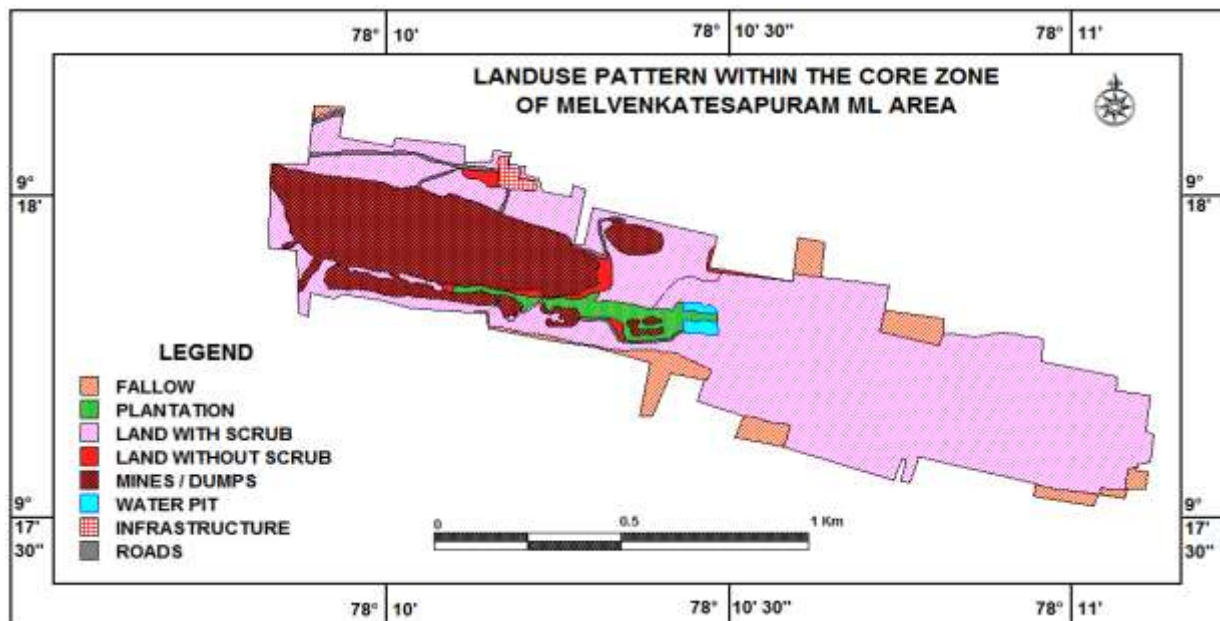 78° 10'
78° 10' 30"
78° 11'
LANDUSE PATTERN WITHIN THE CORE ZONE
OF MELVENKATESAPURAM ML AREA
9°
18'
9°
18'
LEGEND
FALLOW
PLANTATION
LAND WITH SCRUB
LAND WITHOUT SCRUB
MINES / DUMPS
WATER PIT
INFRASTRUCTURE
ROADS
0
0.5
1 Km
9°
17'
30"
9°
17'
30"
78° 10'
78° 10' 30"
78° 11'